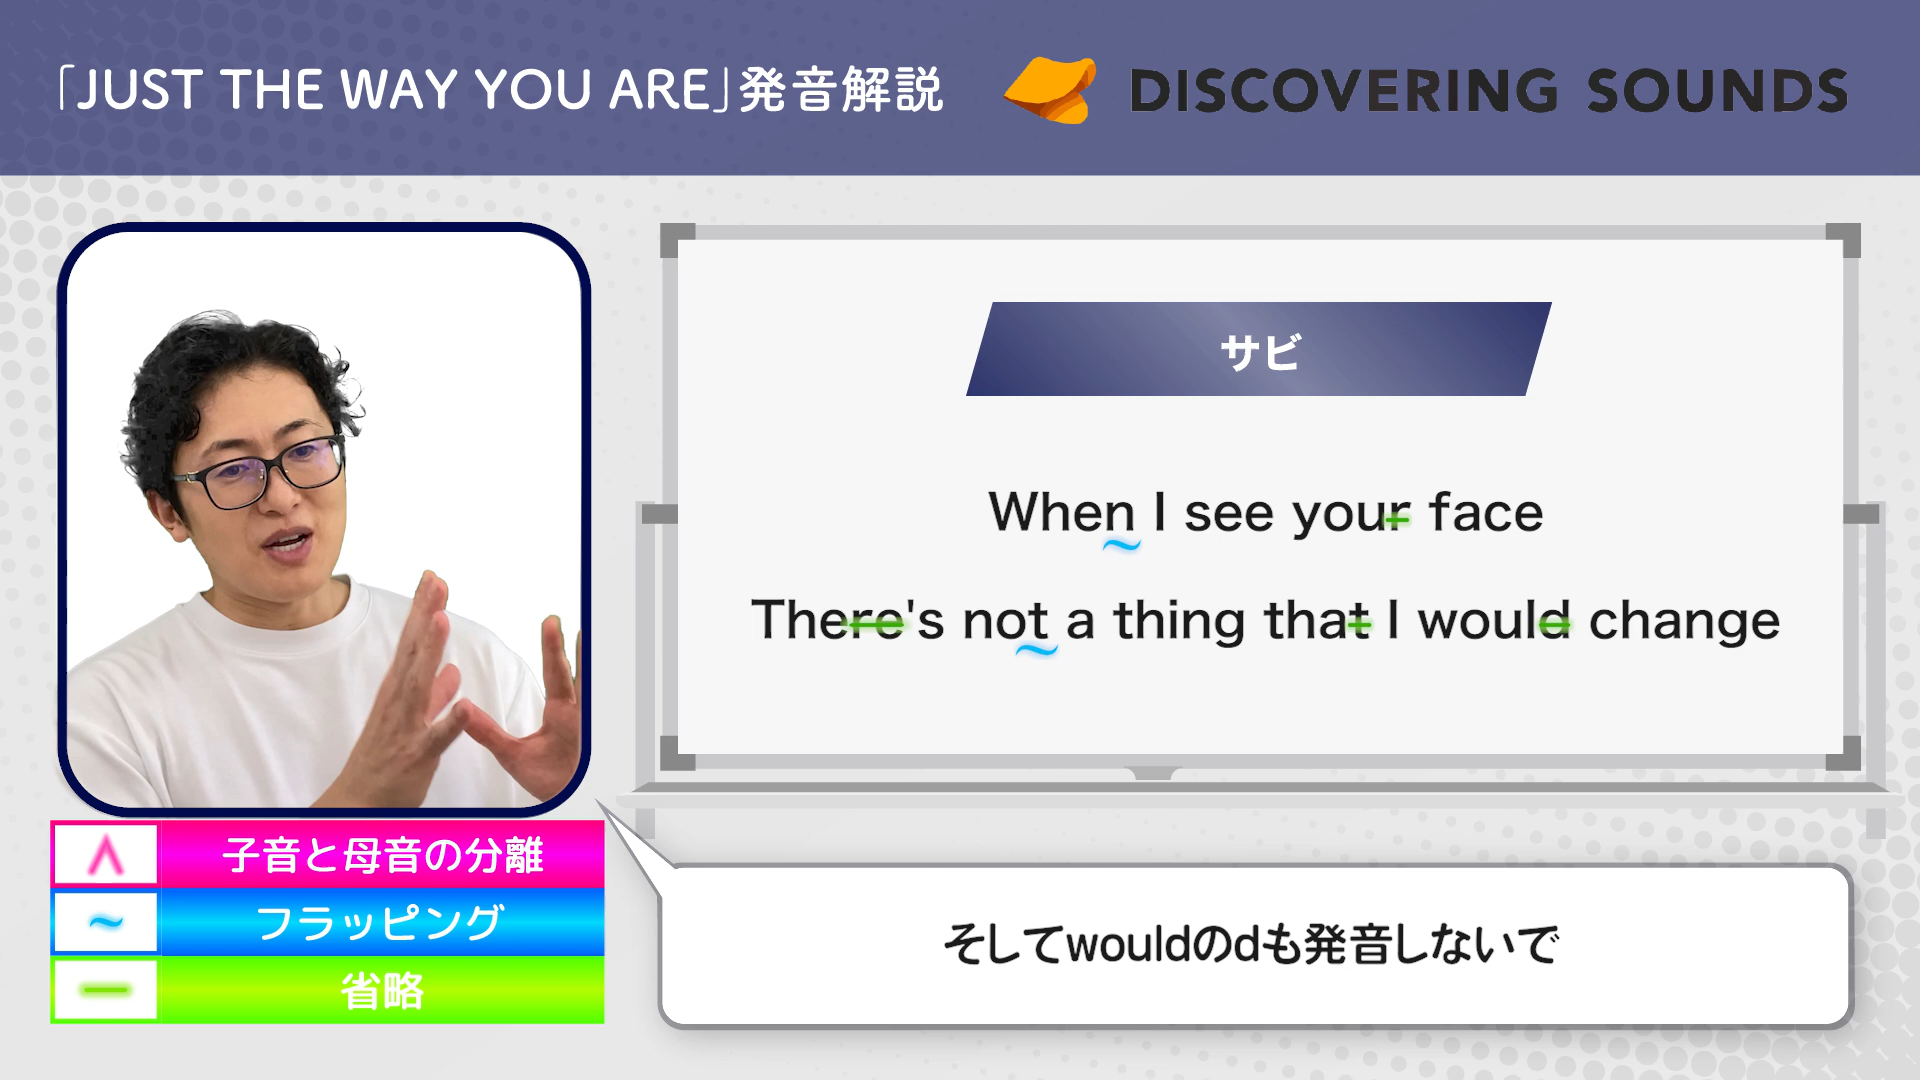 「JUST THE WAY YOU ARE」発音解説
DISCOVERING SOUNDS
サビ
When I see your face
There's not a thing that I would change
子音と母音の分離
フラッピング
省略
そしてwouldのdも発音しないで